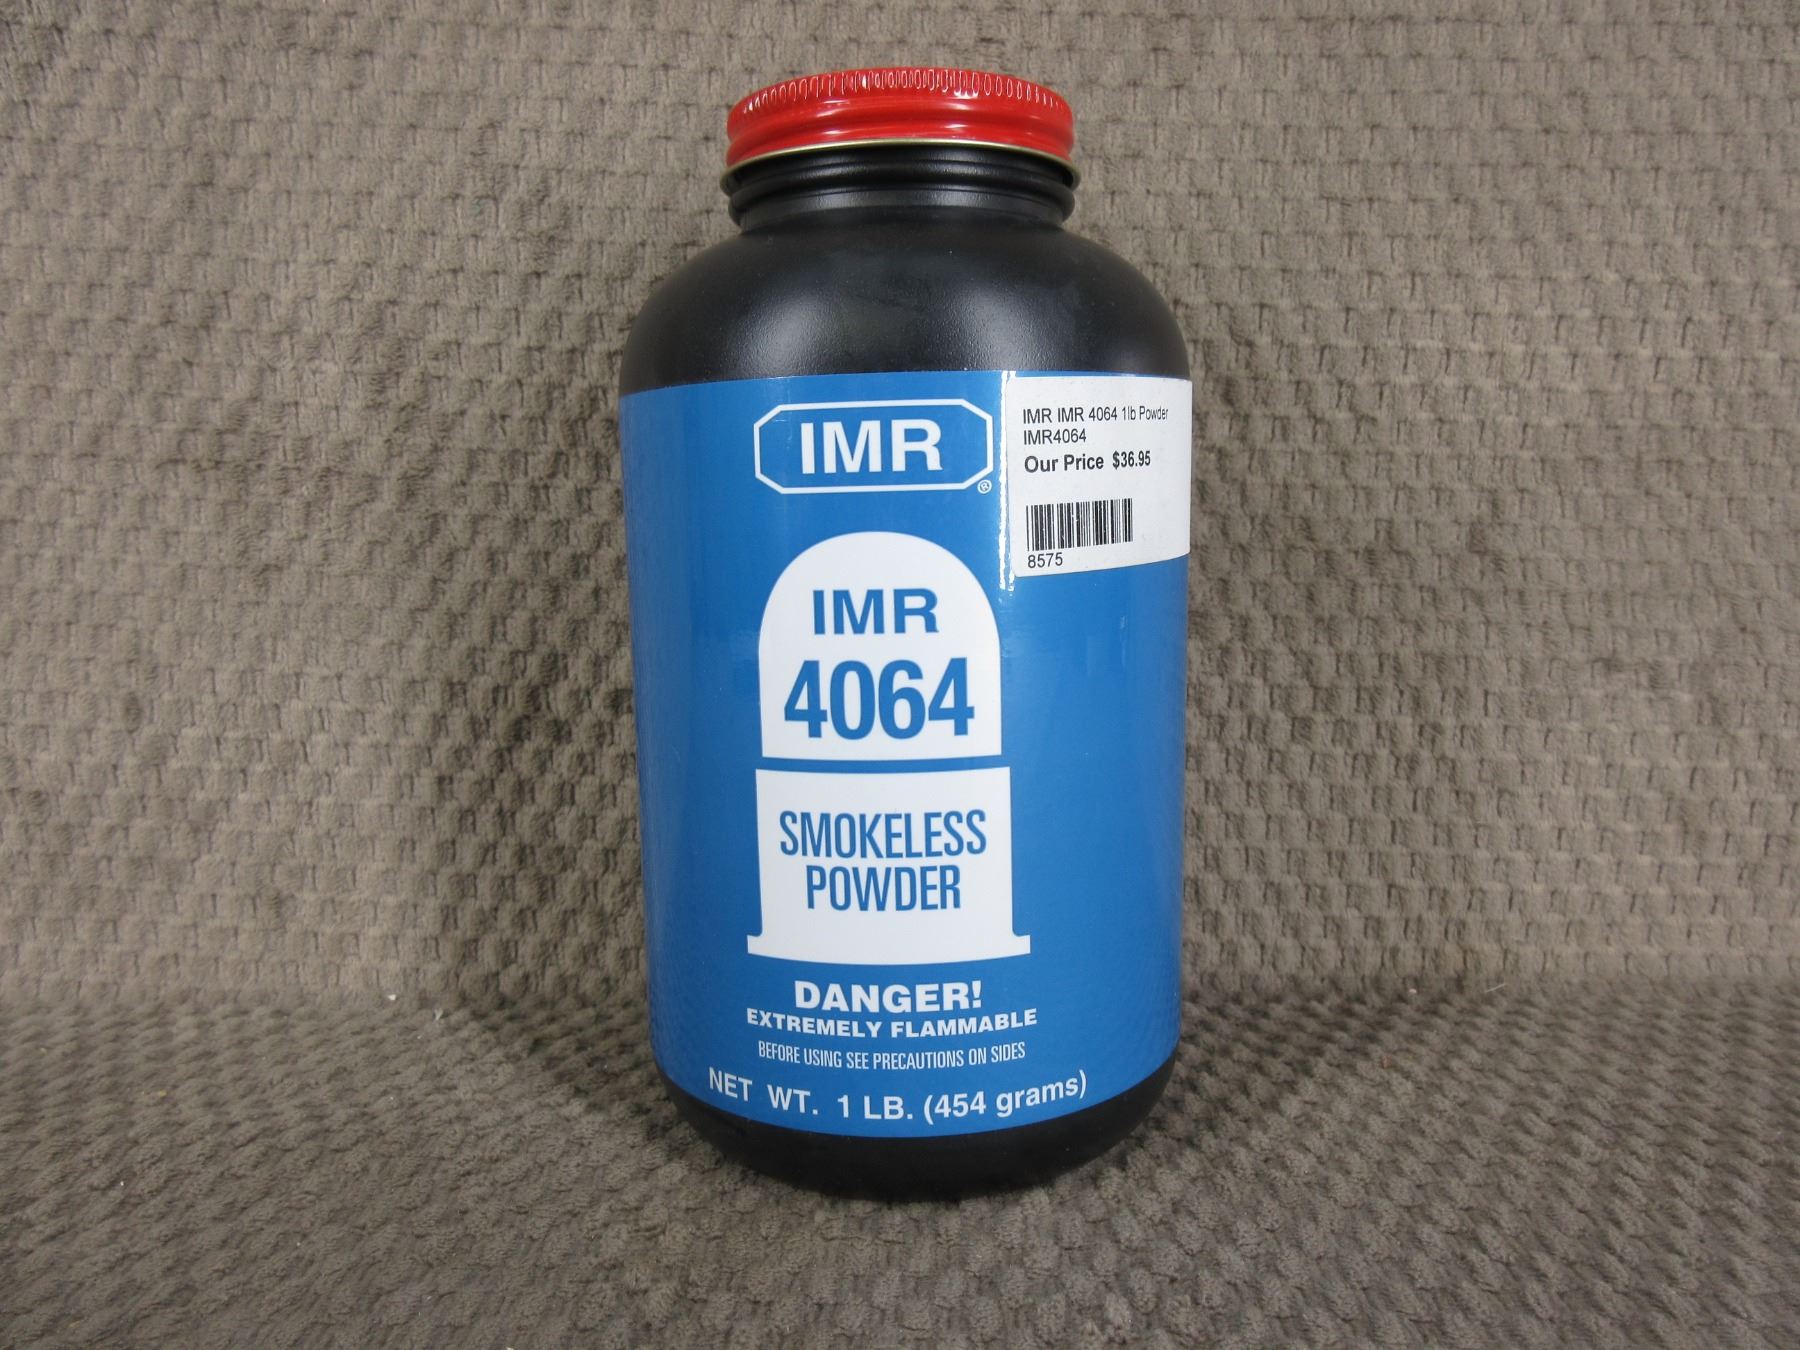 IMR
®
IMR IMR 4064 1lb Powder
IMR4064
Our Price $36.95
8575
IMR
4064
SMOKELESS
POWDER
DANGER!
EXTREMELY FLAMMABLE
BEFORE USING SEE PRECAUTIONS ON SIDES
NET WT. 1 LB. (454 grams)